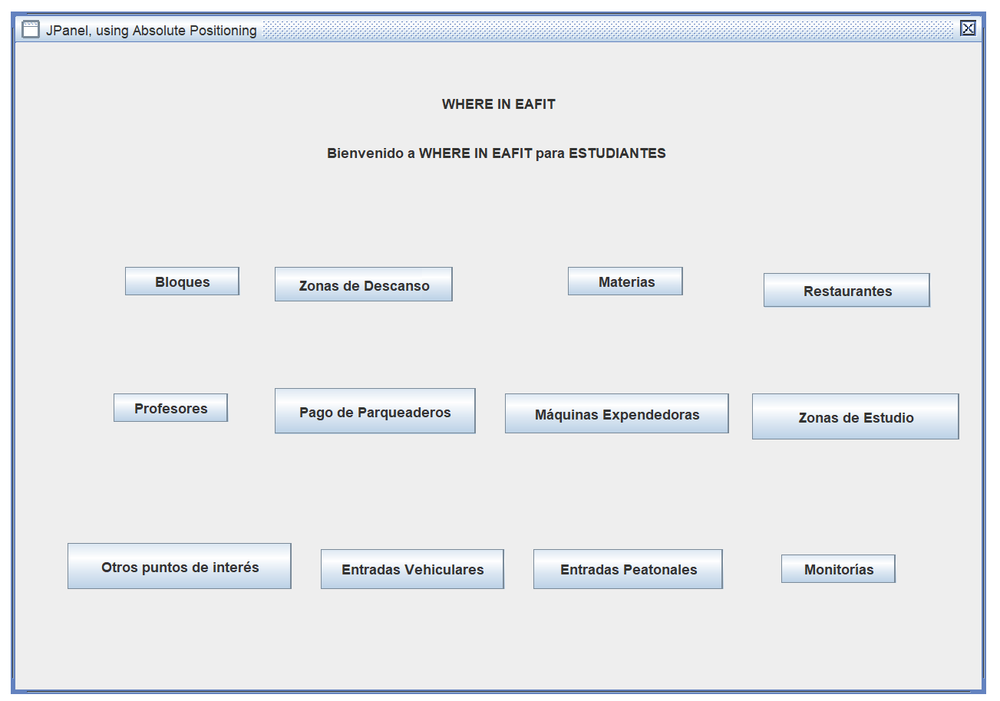 JPanel, using Absolute Positioning
WHERE IN EAFIT
Bienvenido a WHERE IN EAFIT para ESTUDIANTES
Bloques
Zonas de Descanso
Materias
Restaurantes
Profesores
Pago de Parqueaderos
Máquinas Expendedoras
Zonas de Estudio
Otros puntos de interés
Entradas Vehiculares
Entradas Peatonales
Monitorías